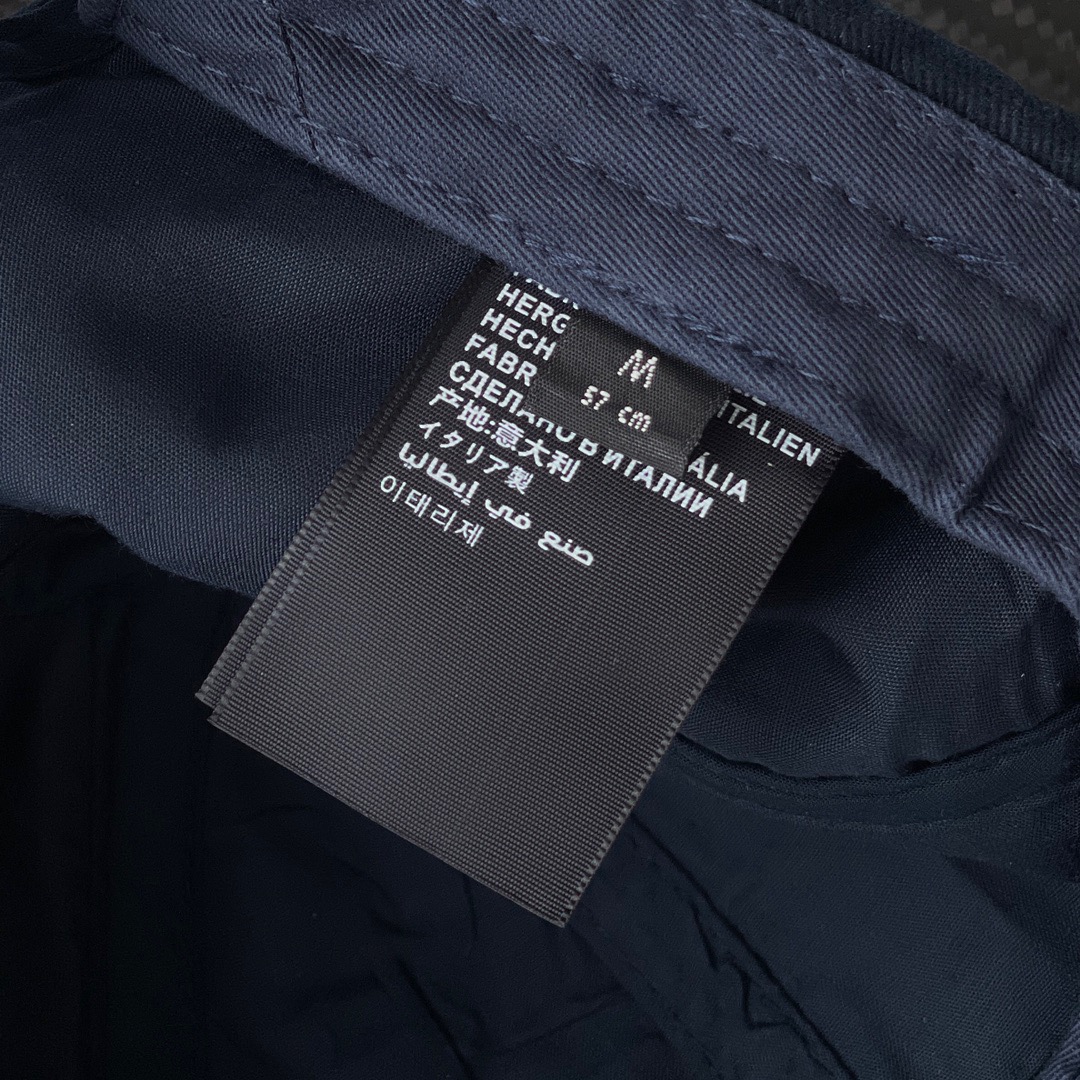 M
57 cm
HERG ITALIEN
HECH
FABR ÁLIA
СДЕЛАНО В ИТАЛИИ
产地:意大利
イタリア製
صنع في إيطاليا
이태리제